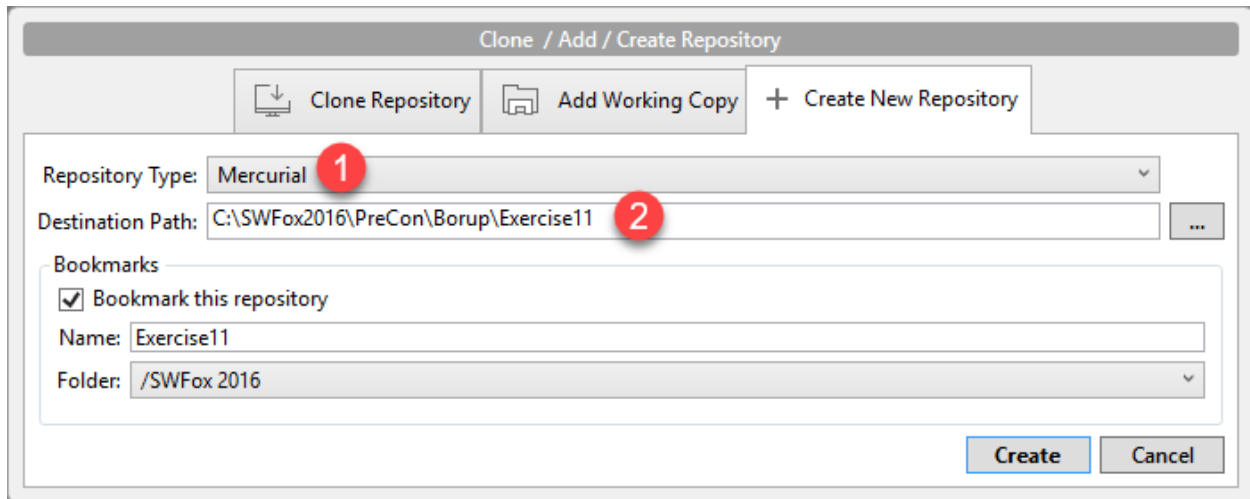 Clone / Add / Create Repository
Clone Repository
Add Working Copy
+ Create New Repository
Repository Type: Mercurial 1
Destination Path: C:\SWFox2016\PreCon\Borup\Exercise11 2 ...
Bookmarks
Bookmark this repository
Name: Exercise11
Folder: /SWFox 2016
Create
Cancel